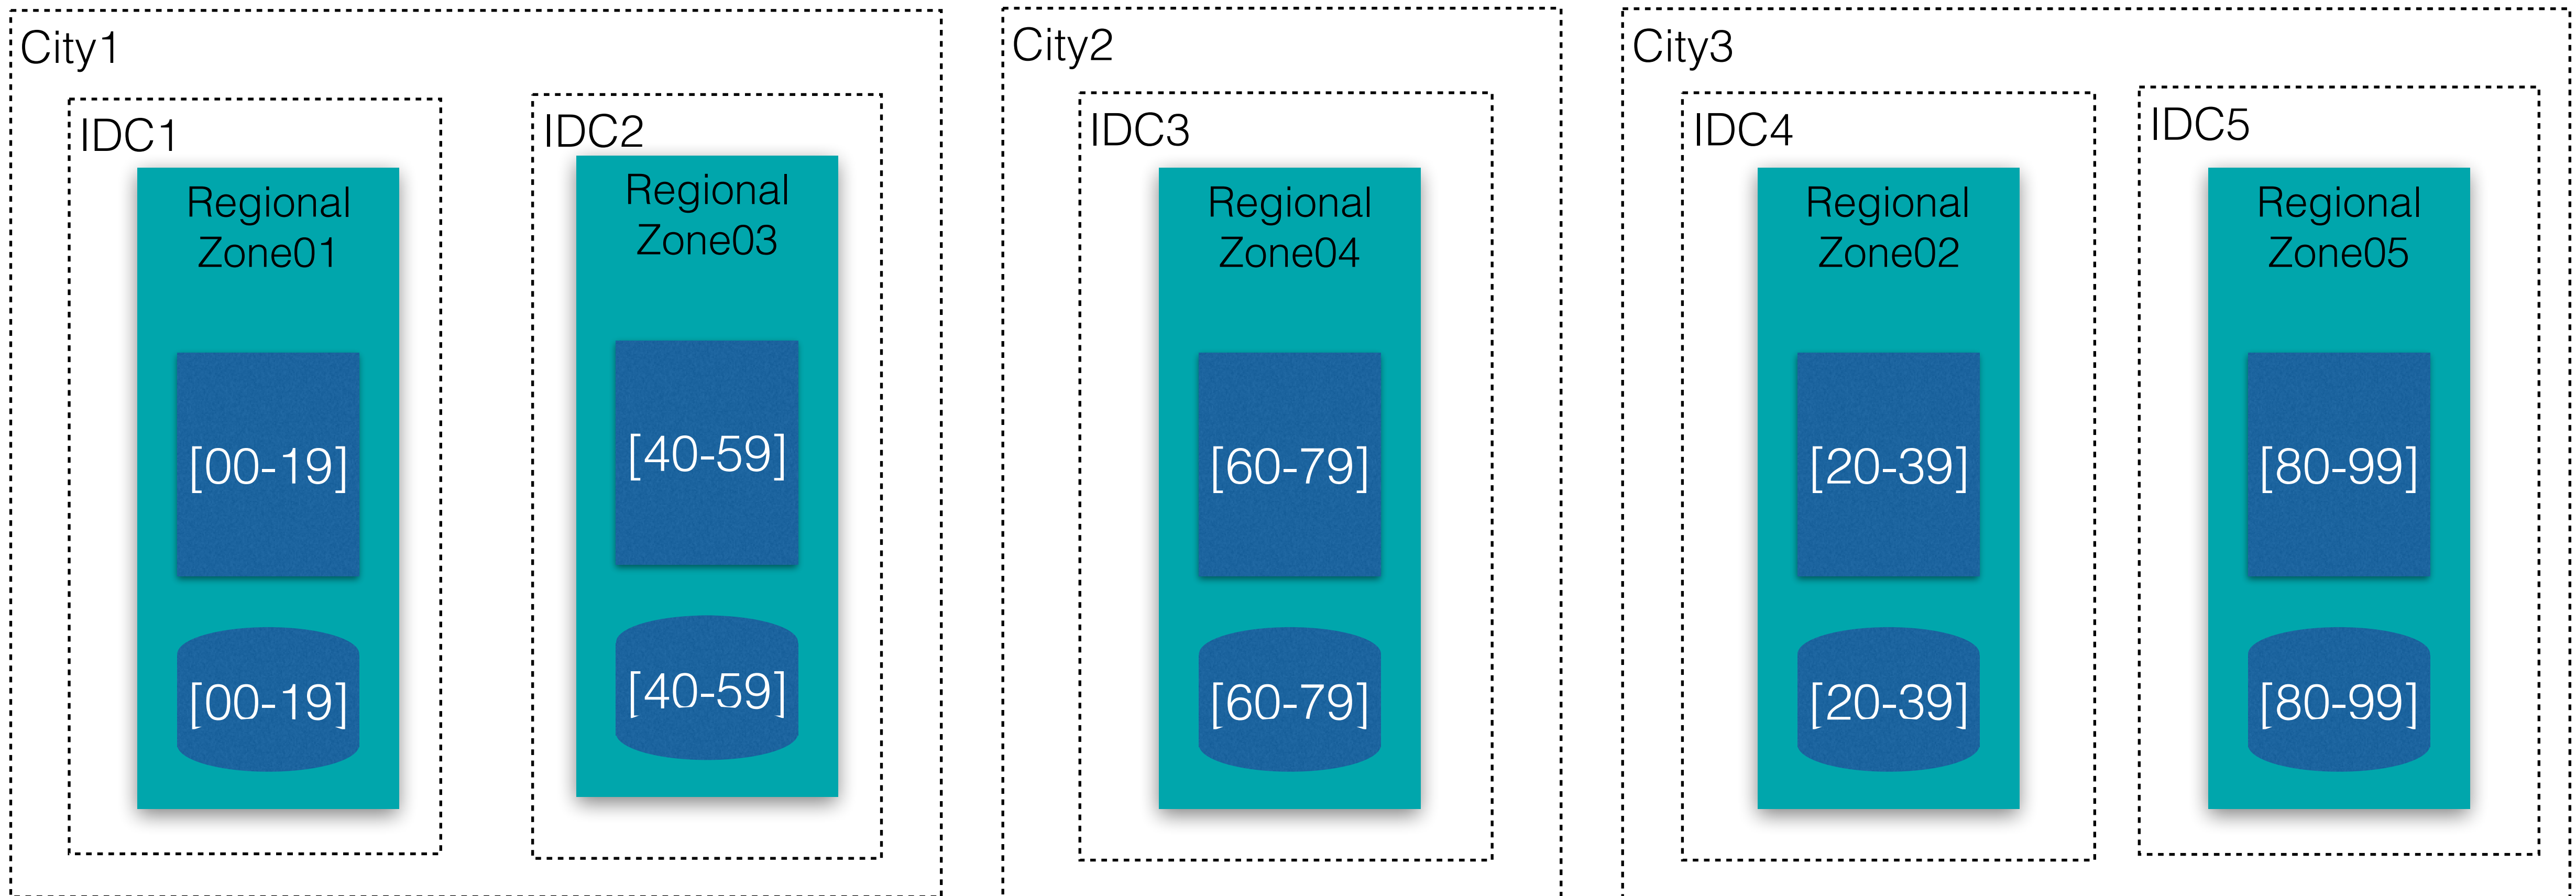 City1
IDC1
Regional
Zone01
[00-19]
[00-19]
IDC2
Regional
Zone03
[40-59]
[40-59]
City2
IDC3
Regional
Zone04
[60-79]
[60-79]
City3
IDC4
Regional
Zone02
[20-39]
[20-39]
IDC5
Regional
Zone05
[80-99]
[80-99]